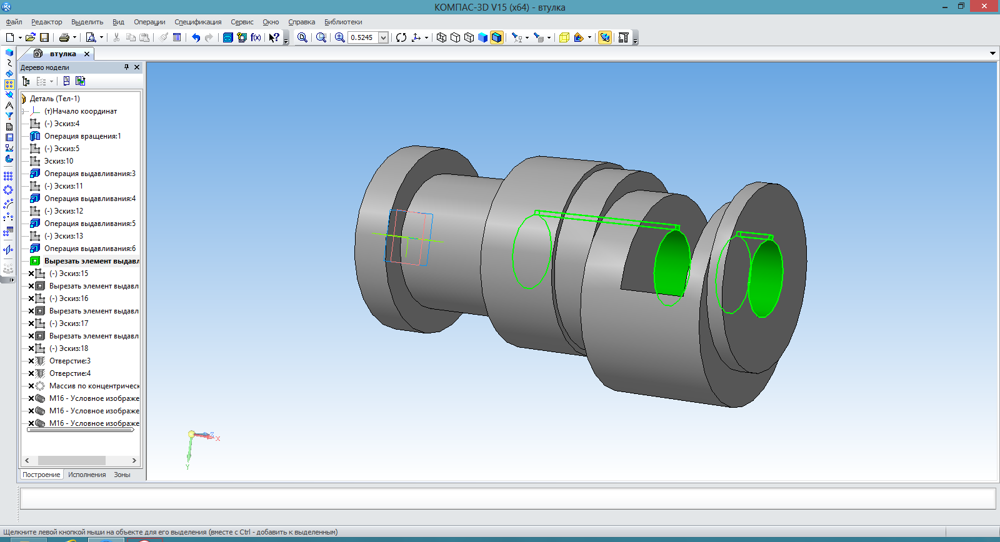 КОМПАС-3D V15 (x64) - втулка
Файл Редактор Выделить Вид Операции Спецификация Сервис Окно Справка Библиотеки
f(x) 0.5245
втулка
Дерево модели
Деталь (Тел-1)
(т)Начало координат
(-) Эскиз:4
Операция вращения:1
(-) Эскиз:5
Эскиз:10
Операция выдавливания:3
(-) Эскиз:11
Операция выдавливания:4
(-) Эскиз:12
Операция выдавливания:5
(-) Эскиз:13
Операция выдавливания:6
Вырезать элемент выдавл
(-) Эскиз:15
Вырезать элемент выдавл
(-) Эскиз:16
Вырезать элемент выдавл
(-) Эскиз:17
Вырезать элемент выдавл
(-) Эскиз:18
Отверстие:3
Отверстие:4
Массив по концентричес
М16 - Условное изображе
М16 - Условное изображе
М16 - Условное изображе
Z
X
Y
Построение Исполнения Зоны
Щелкните левой кнопкой мыши на объекте для его выделения (вместе с Ctrl - добавить к выделенным)